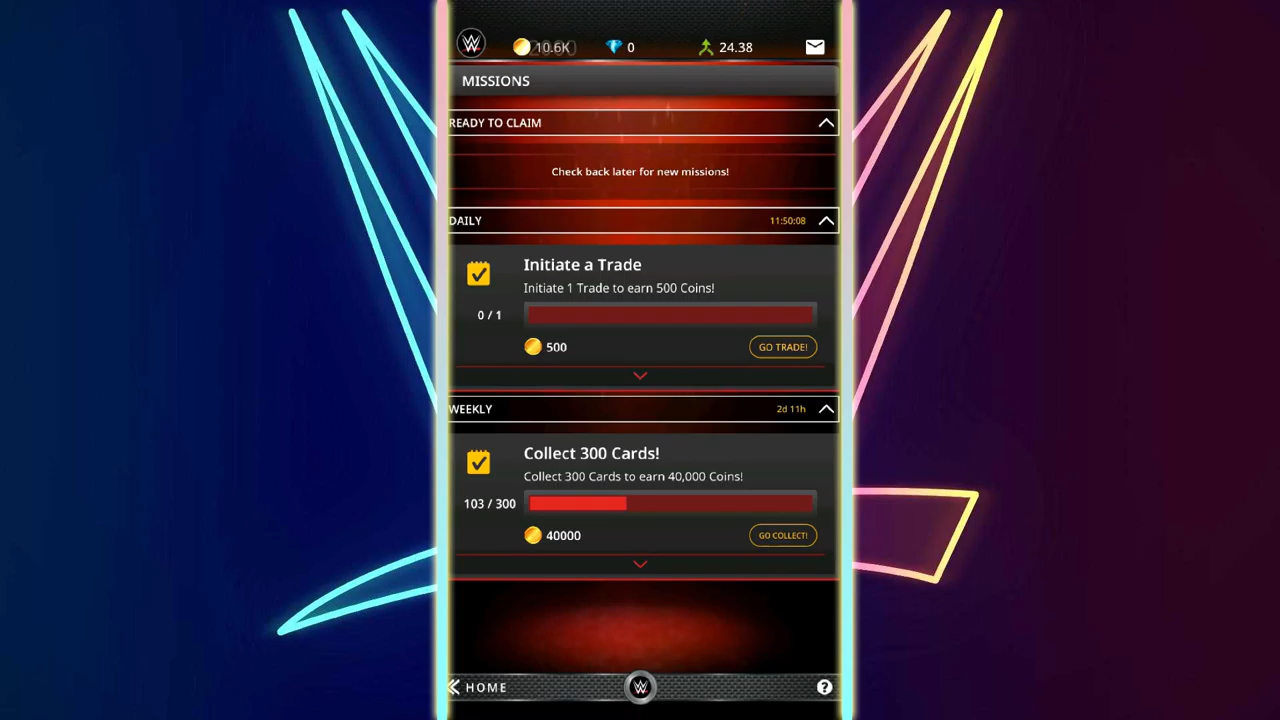 10.6K 0 24.38
MISSIONS
READY TO CLAIM
Check back later for new missions!
DAILY 11:50:08
Initiate a Trade
Initiate 1 Trade to earn 500 Coins!
0 / 1
500 GO TRADE!
WEEKLY 2d 11h
Collect 300 Cards!
Collect 300 Cards to earn 40,000 Coins!
103 / 300
40000 GO COLLECT!
HOME ?